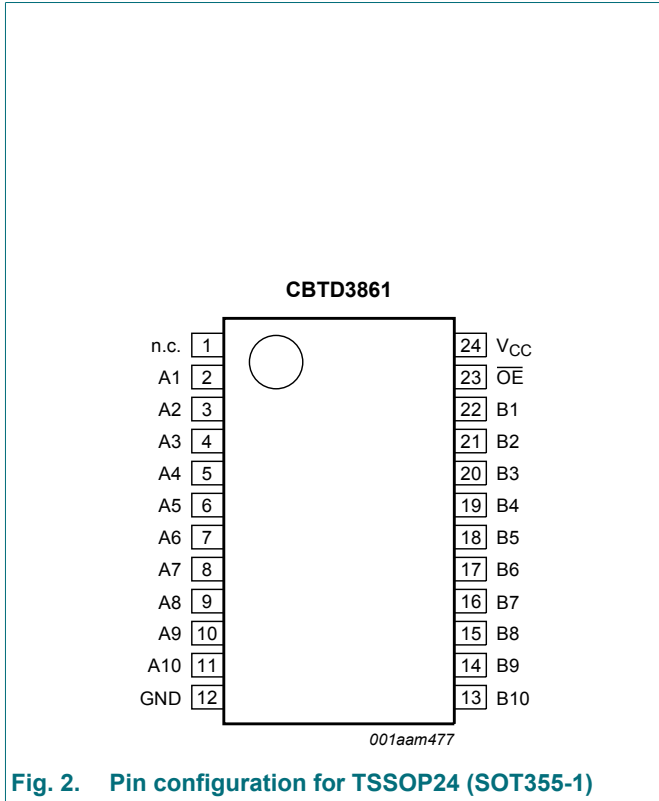 CBTD3861
n.c. 1 24 VCC
A1 2 23 O̅E̅
A2 3 22 B1
A3 4 21 B2
A4 5 20 B3
A5 6 19 B4
A6 7 18 B5
A7 8 17 B6
A8 9 16 B7
A9 10 15 B8
A10 11 14 B9
GND 12 13 B10
001aam477
Fig. 2. Pin configuration for TSSOP24 (SOT355-1)